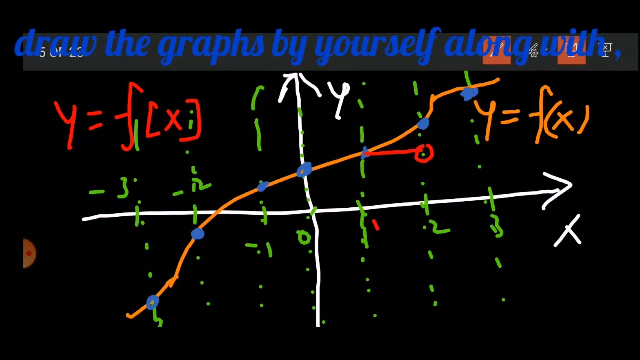 draw the graphs by yourself along with,
Y = f[x]
Y
Y = f(x)
-3 -2
-1 0 1 2 3
X